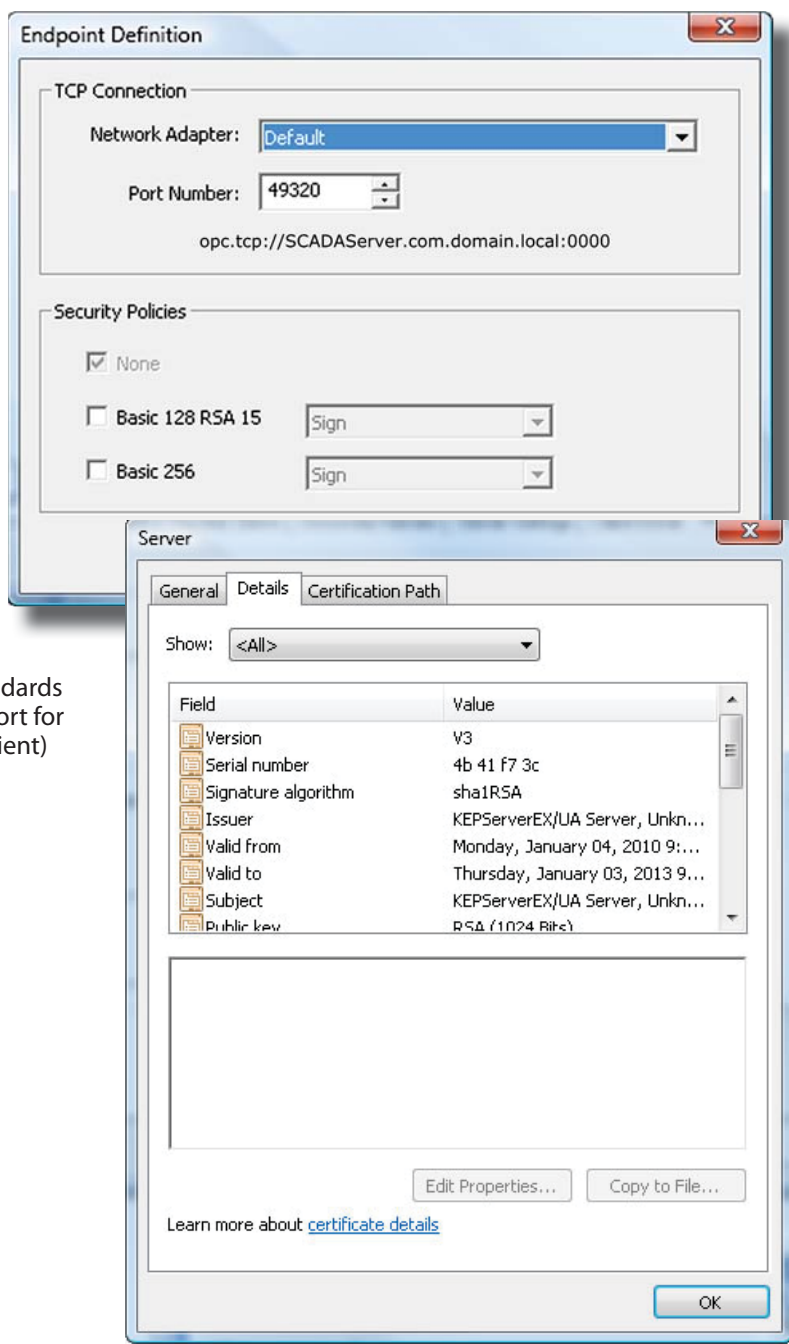 Endpoint Definition
TCP Connection
Network Adapter: Default
Port Number: 49320
opc.tcp://SCADAServer.com.domain.local:0000
Security Policies
None
Basic 128 RSA 15 Sign
Basic 256 Sign
Server
General Details Certification Path
Show: <All>
Field Value
Version V3
Serial number 4b 41 f7 3c
Signature algorithm sha1RSA
Issuer KEPServerEX/UA Server, Unkn...
Valid from Monday, January 04, 2010 9:...
Valid to Thursday, January 03, 2013 9...
Subject KEPServerEX/UA Server, Unkn...
Public key RSA (1024 Bits)
Edit Properties... Copy to File...
Learn more about certificate details
OK
dards
ort for
ient)